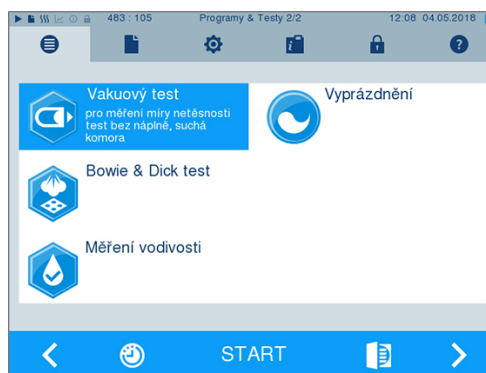 483 : 105 Programy & Testy 2/2 12:08 04.05.2018
Vakuový test
pro měření míry netěsnosti
test bez náplně, suchá
komora
Vyprázdnění
Bowie & Dick test
Měření vodivosti
START